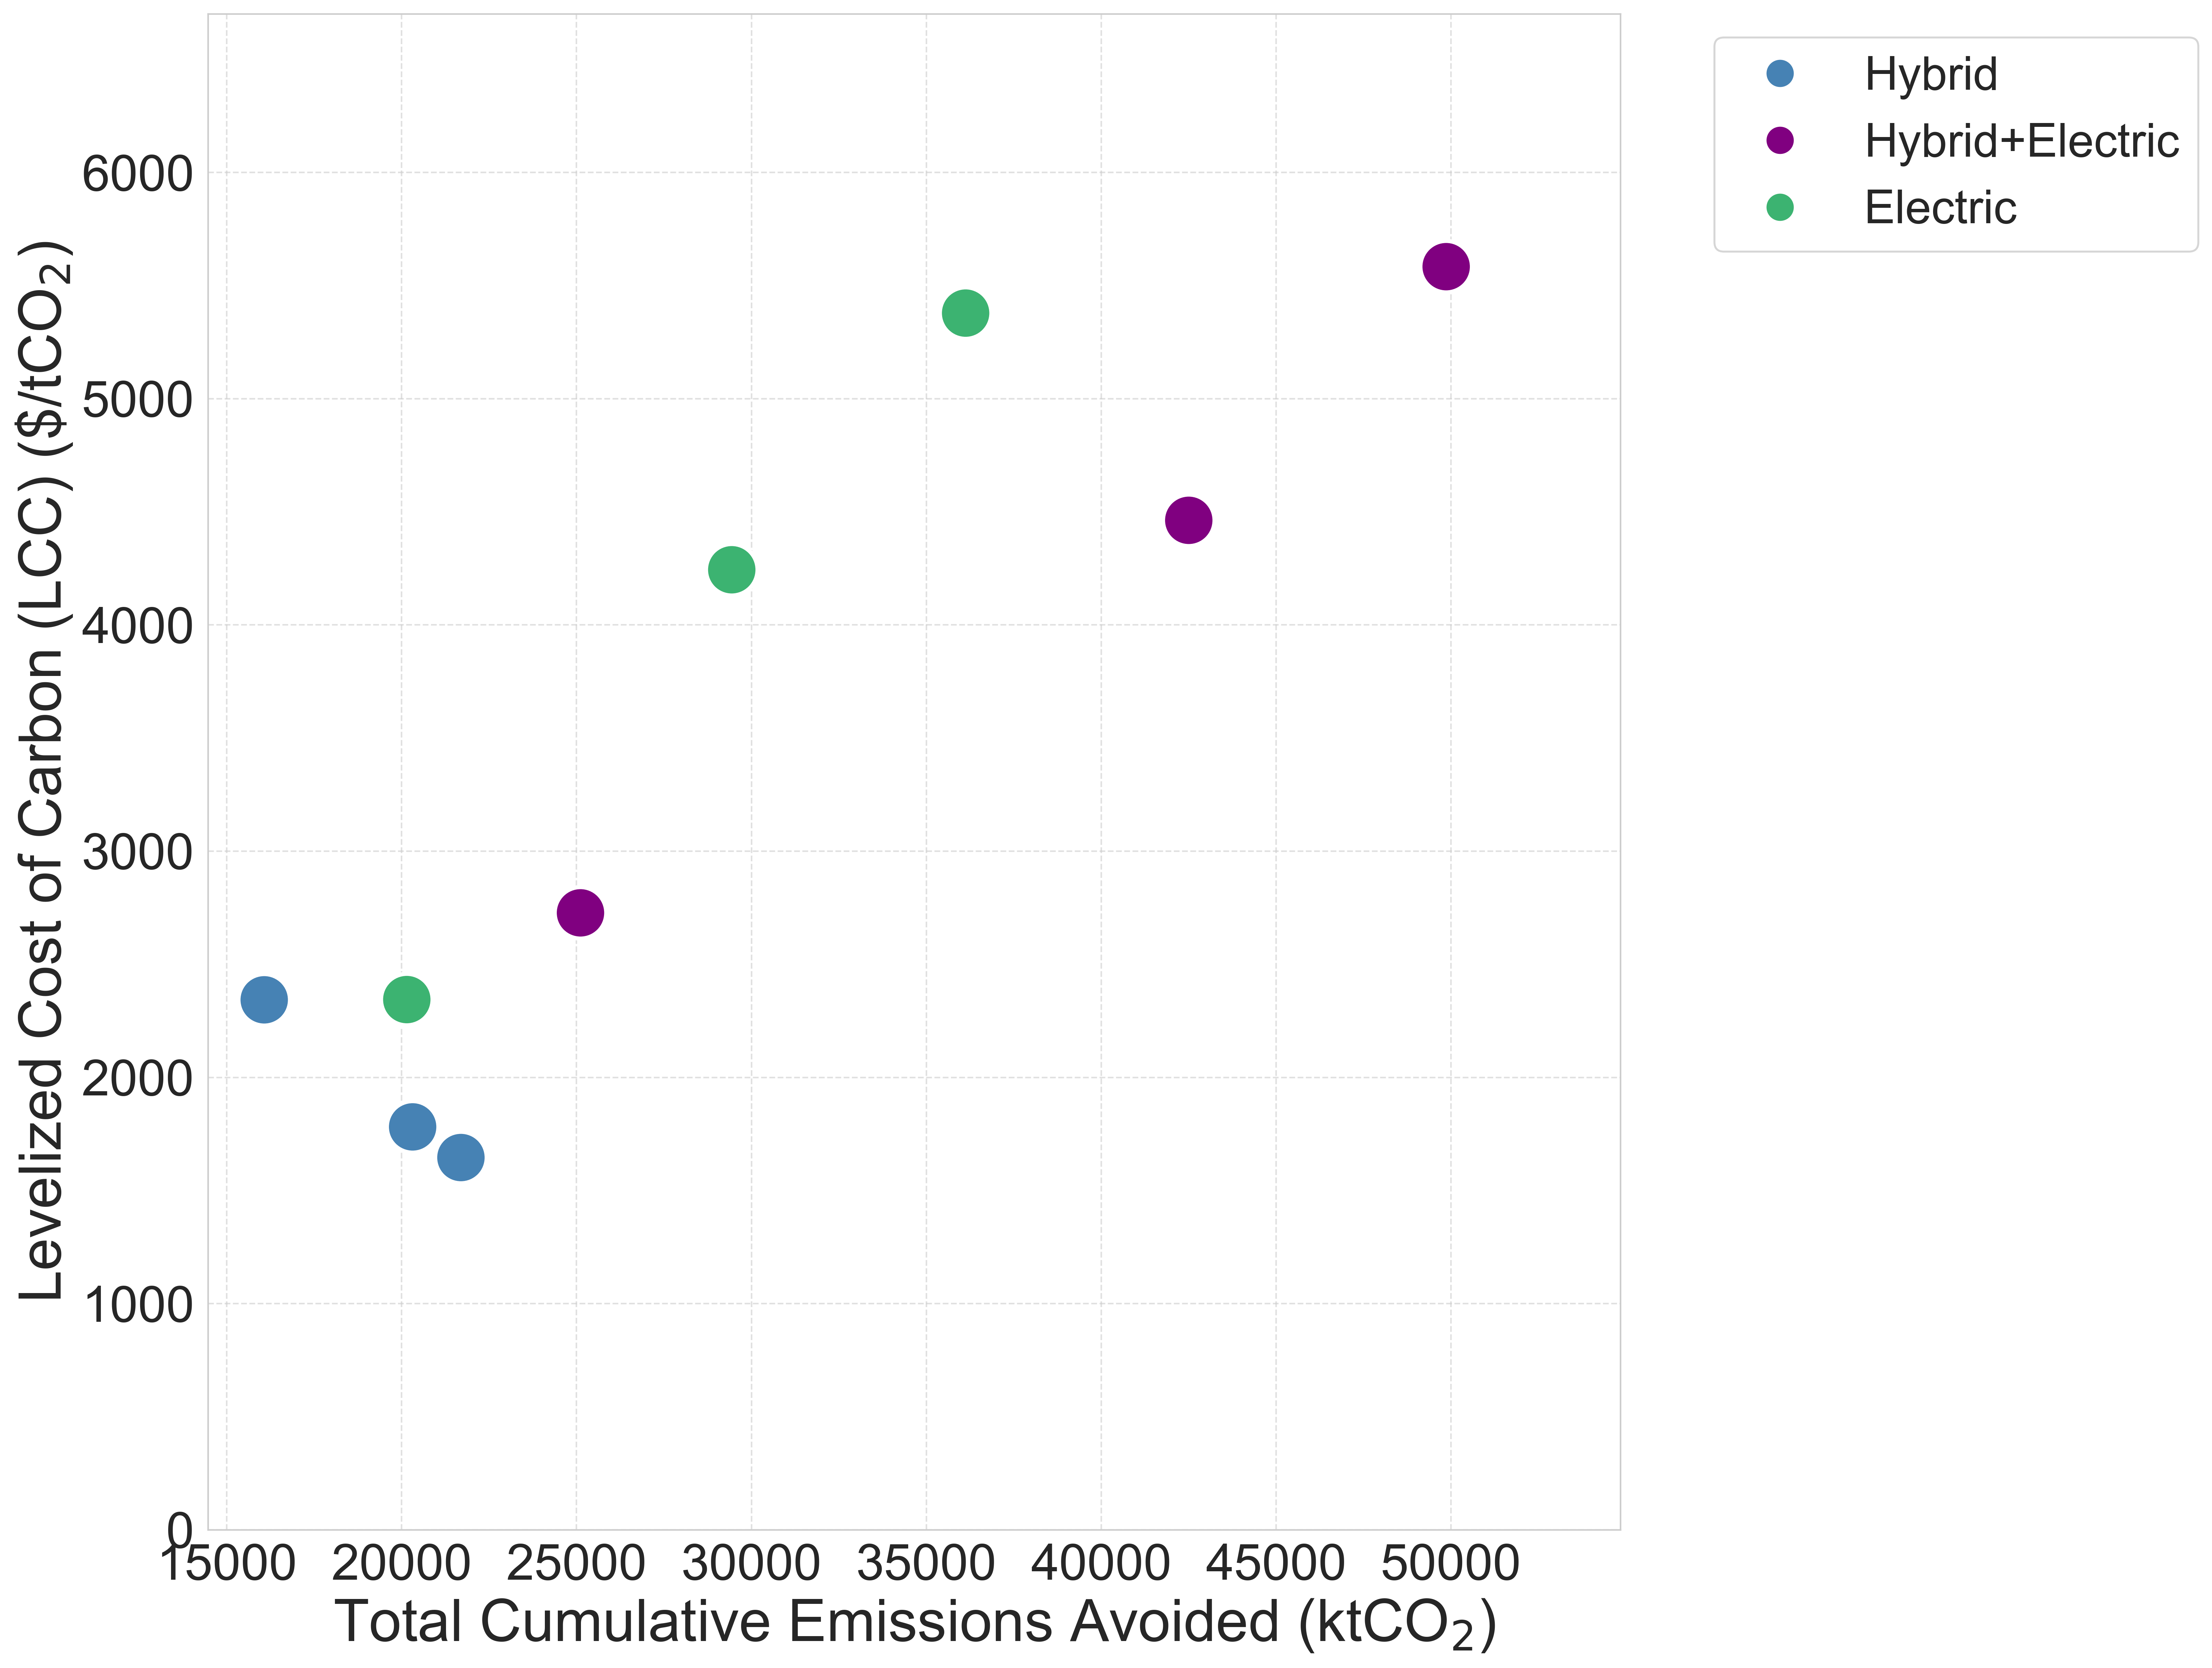 Hybrid
Hybrid+Electric
Electric
Levelized Cost of Carbon (LCC) ($/tCO₂)
6000
5000
4000
3000
2000
1000
0
15000 20000 25000 30000 35000 40000 45000 50000
Total Cumulative Emissions Avoided (ktCO₂)